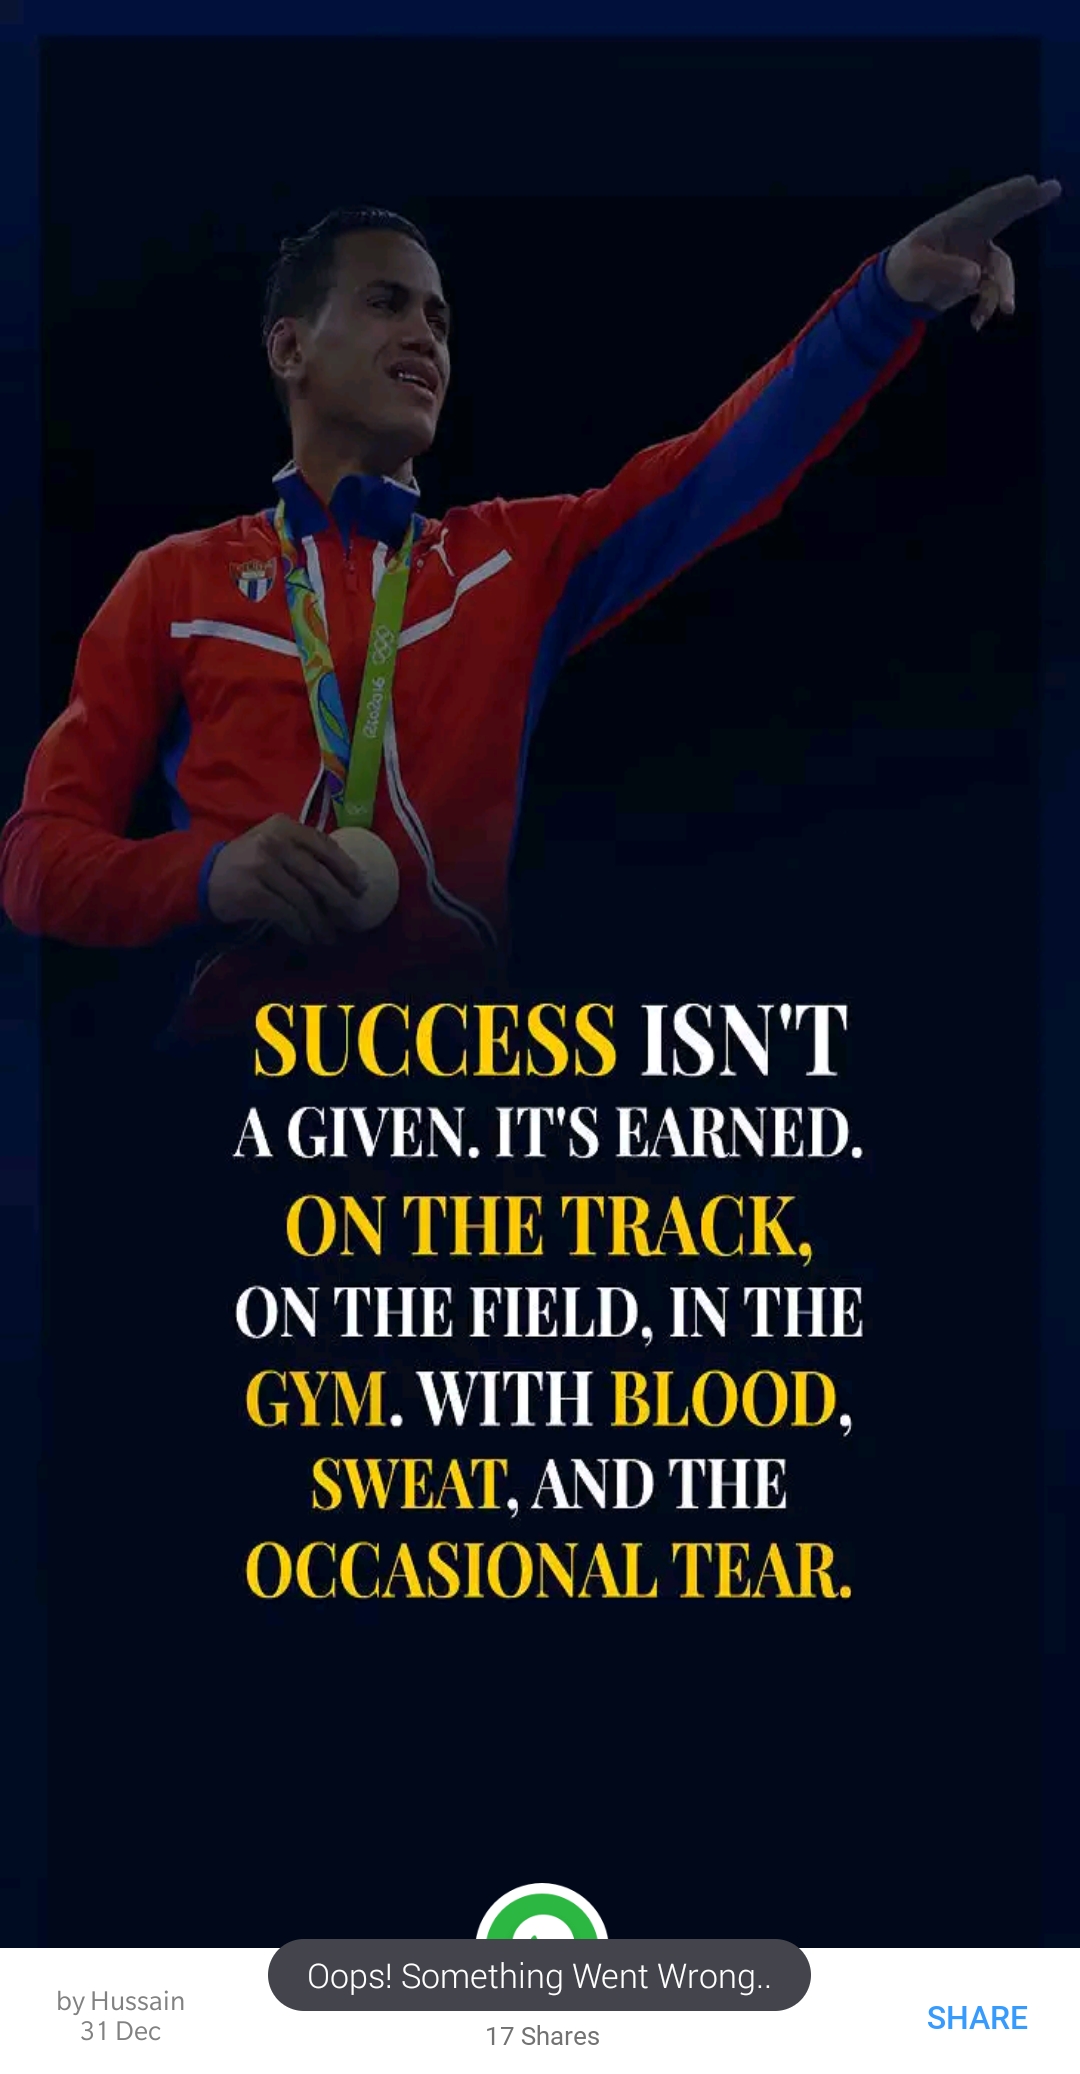 Rio2016
SUCCESS ISN'T
A GIVEN. IT'S EARNED.
ON THE TRACK,
ON THE FIELD, IN THE
GYM. WITH BLOOD,
SWEAT, AND THE
OCCASIONAL TEAR.
Oops! Something Went Wrong..
by Hussain
31 Dec
17 Shares
SHARE